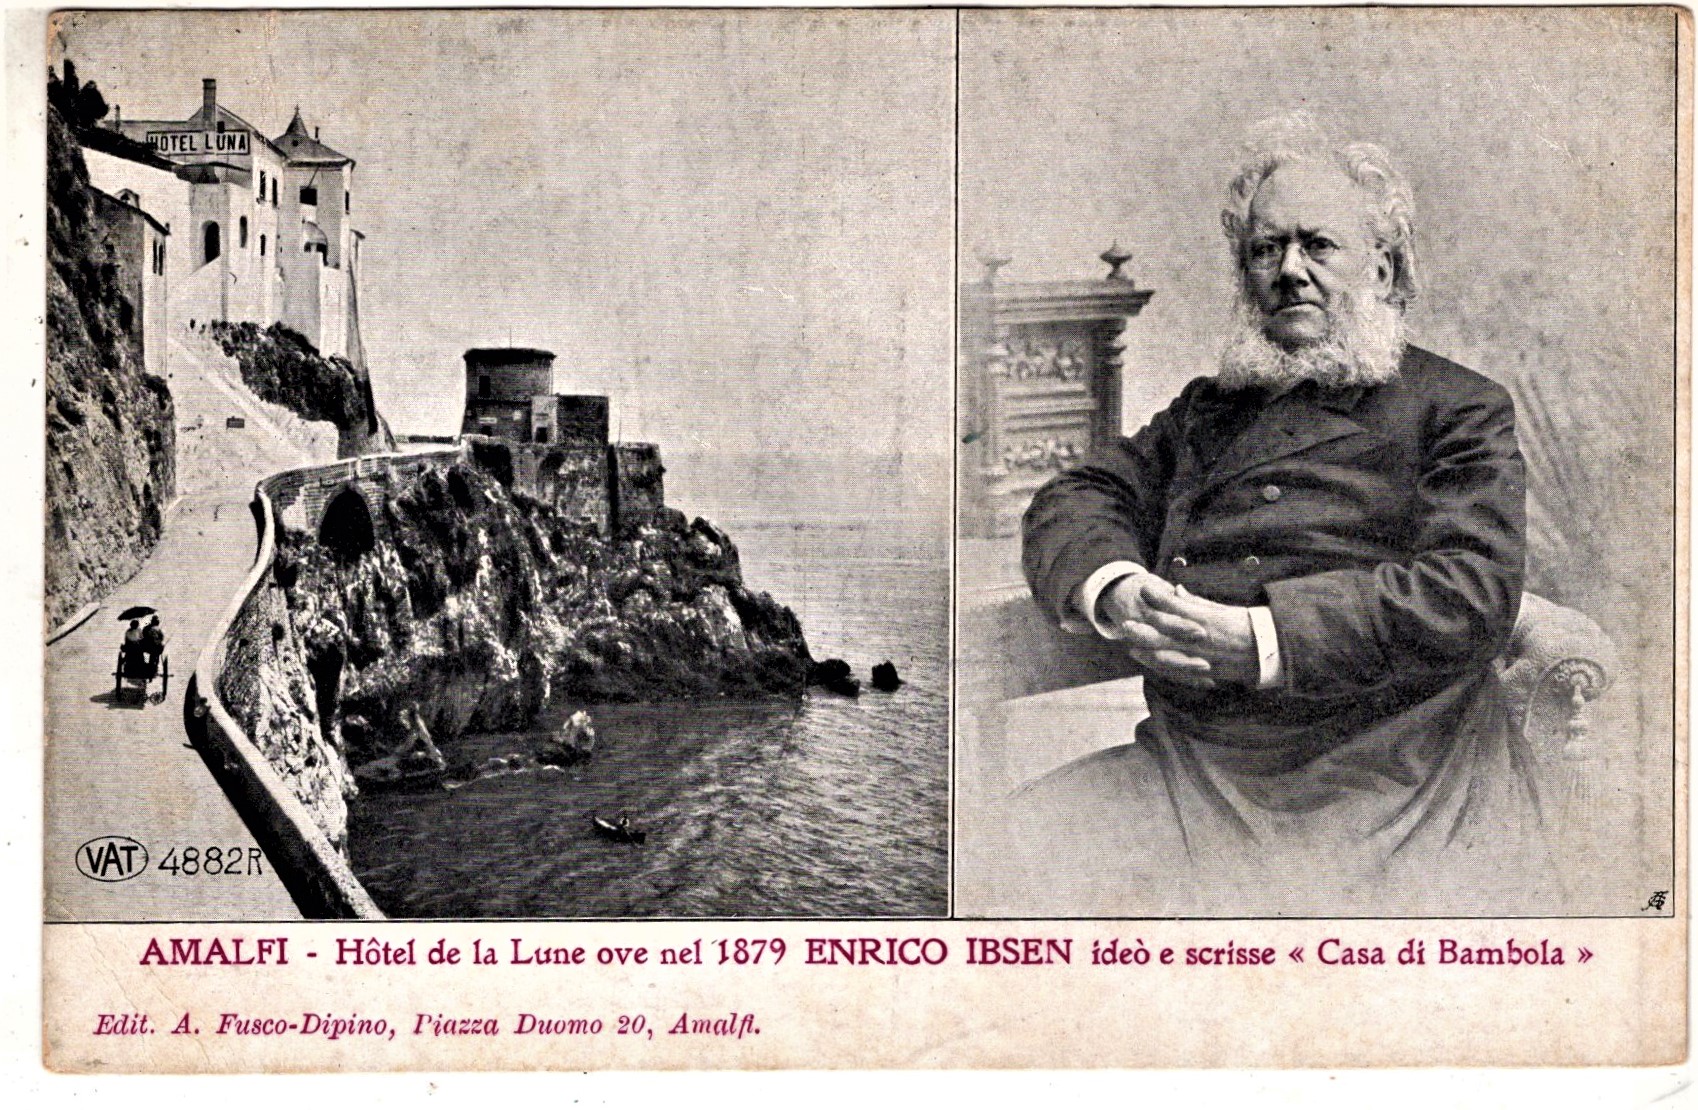 HOTEL LUNA
VAT 4882R
AMALFI - Hôtel de la Lune ove nel 1879 ENRICO IBSEN ideò e scrisse « Casa di Bambola »
Edit. A. Fusco-Dipino, Piazza Duomo 20, Amalfi.